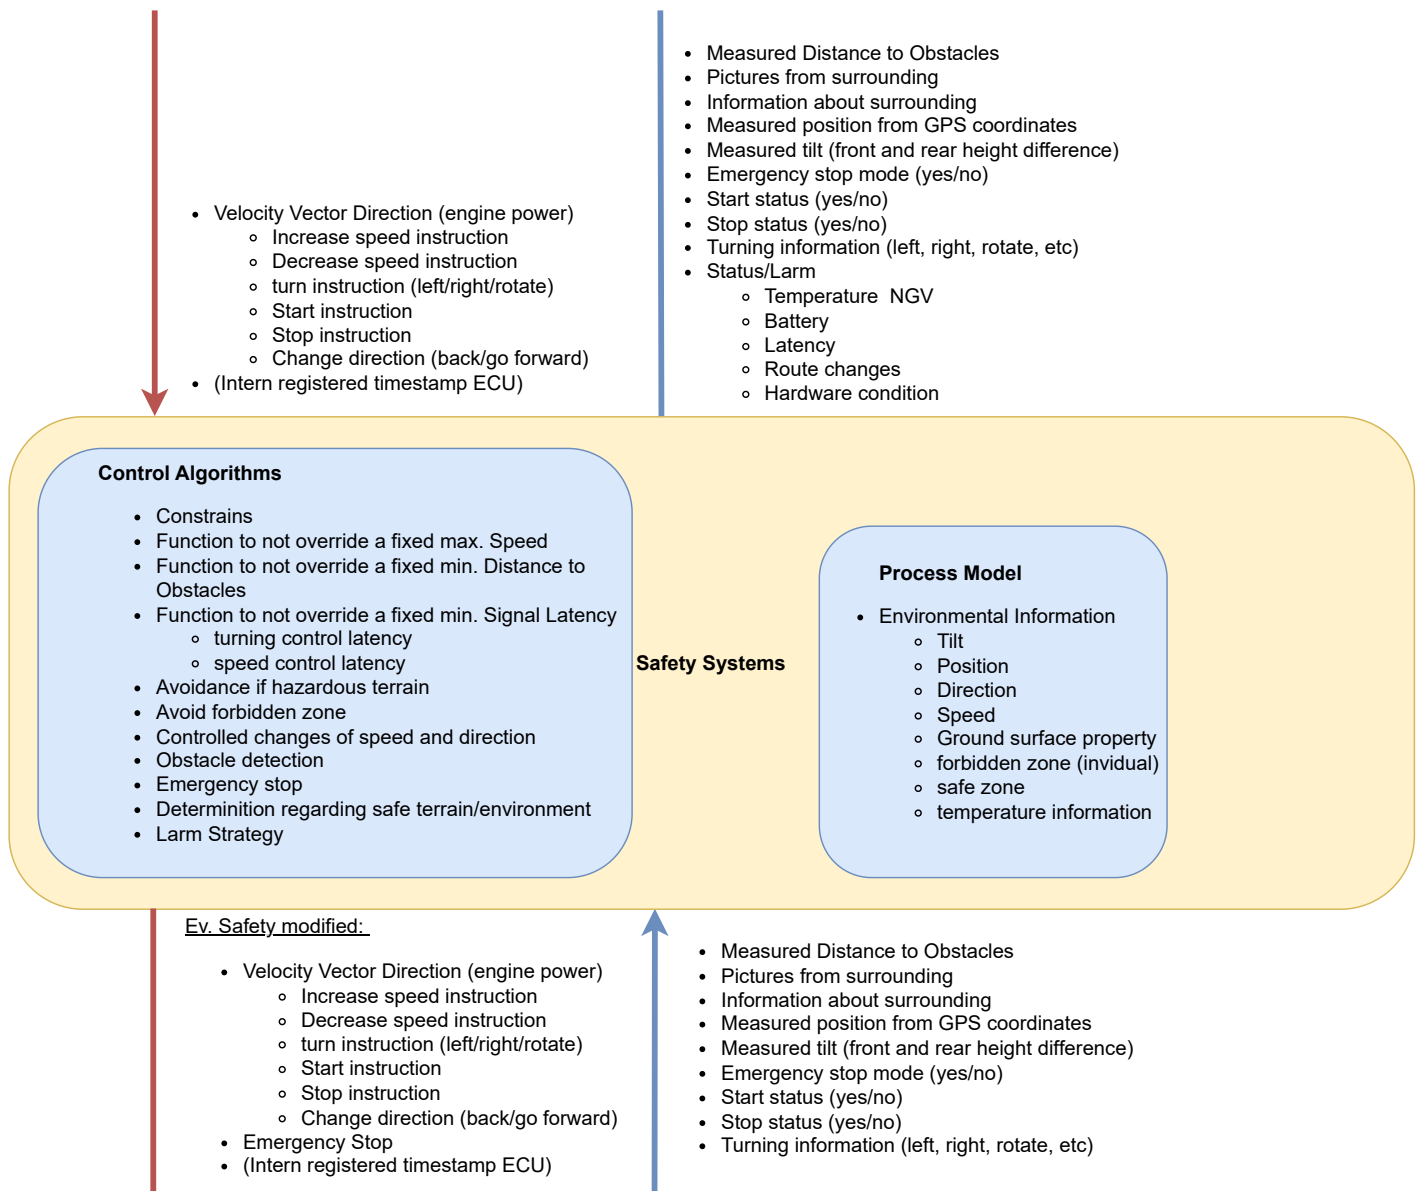 • Measured Distance to Obstacles
• Pictures from surrounding
• Information about surrounding
• Measured position from GPS coordinates
• Measured tilt (front and rear height difference)
• Emergency stop mode (yes/no)
• Start status (yes/no)
• Stop status (yes/no)
• Turning information (left, right, rotate, etc)
• Status/Larm
◦ Temperature  NGV
◦ Battery
◦ Latency
◦ Route changes
◦ Hardware condition
• Velocity Vector Direction (engine power)
◦ Increase speed instruction
◦ Decrease speed instruction
◦ turn instruction (left/right/rotate)
◦ Start instruction
◦ Stop instruction
◦ Change direction (back/go forward)
• (Intern registered timestamp ECU)
Control Algorithms
• Constrains
• Function to not override a fixed max. Speed
• Function to not override a fixed min. Distance to
Obstacles
• Function to not override a fixed min. Signal Latency
◦ turning control latency
◦ speed control latency
• Avoidance if hazardous terrain
• Avoid forbidden zone
• Controlled changes of speed and direction
• Obstacle detection
• Emergency stop
• Determinition regarding safe terrain/environment
• Larm Strategy
Safety Systems
Process Model
• Environmental Information
◦ Tilt
◦ Position
◦ Direction
◦ Speed
◦ Ground surface property
◦ forbidden zone (invidual)
◦ safe zone
◦ temperature information
Ev. Safety modified:
• Velocity Vector Direction (engine power)
◦ Increase speed instruction
◦ Decrease speed instruction
◦ turn instruction (left/right/rotate)
◦ Start instruction
◦ Stop instruction
◦ Change direction (back/go forward)
• Emergency Stop
• (Intern registered timestamp ECU)
• Measured Distance to Obstacles
• Pictures from surrounding
• Information about surrounding
• Measured position from GPS coordinates
• Measured tilt (front and rear height difference)
• Emergency stop mode (yes/no)
• Start status (yes/no)
• Stop status (yes/no)
• Turning information (left, right, rotate, etc)